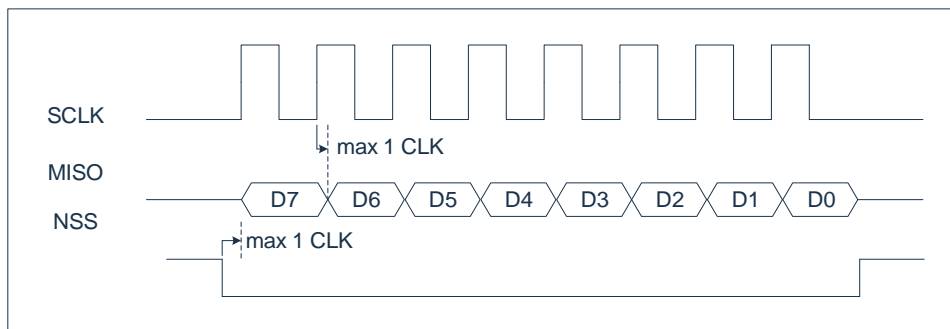 SCLK
max 1 CLK
MISO
D7 D6 D5 D4 D3 D2 D1 D0
NSS
max 1 CLK